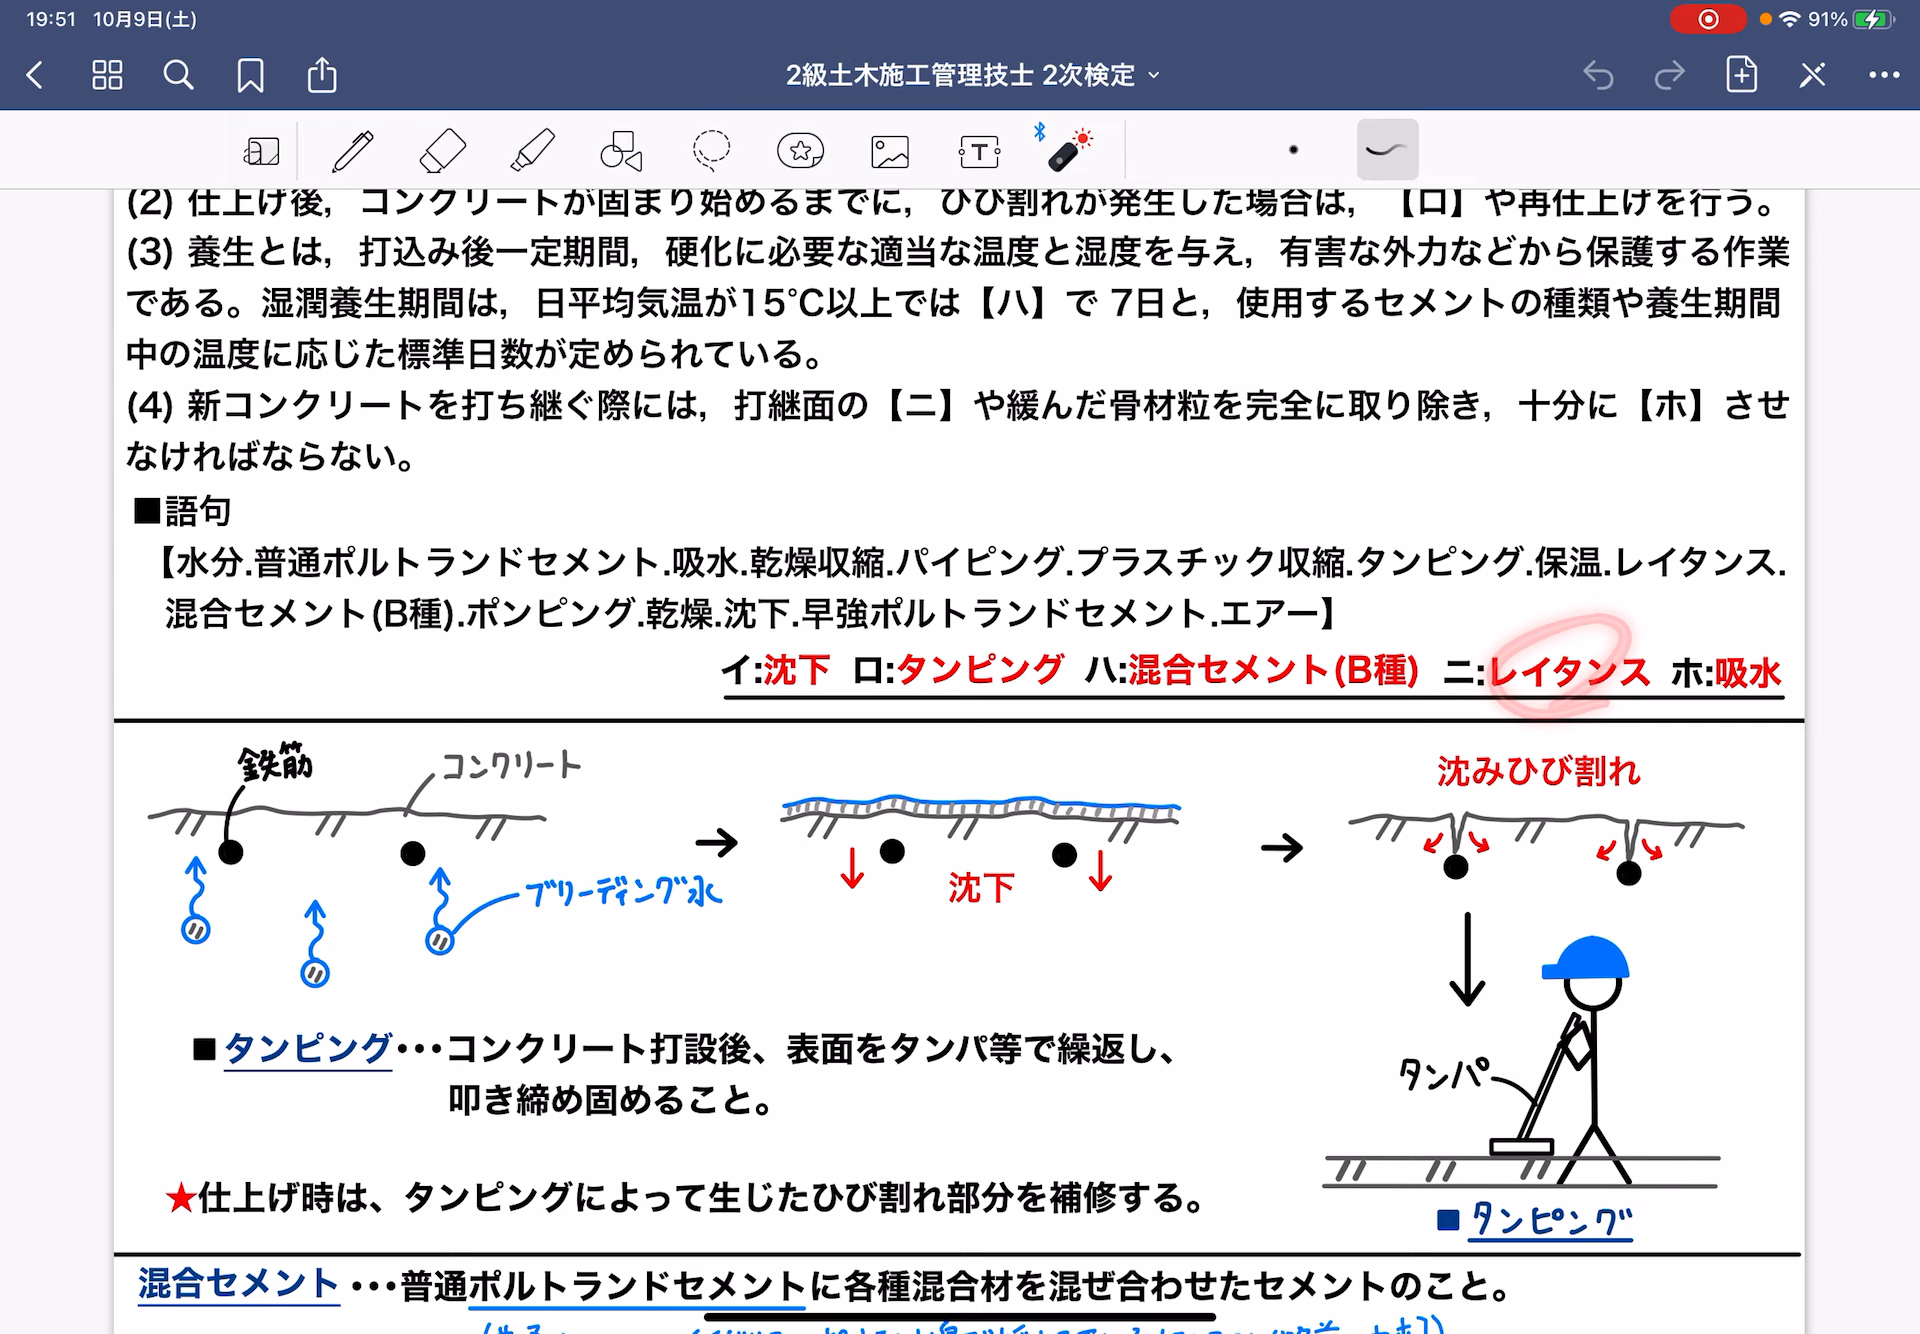 19:51 10月9日(土)
91%
2級土木施工管理技士 2次検定
(2) 仕上げ後，コンクリートが固まり始めるまでに，ひび割れが発生した場合は，【ロ】や再仕上げを行う。
(3) 養生とは，打込み後一定期間，硬化に必要な適当な温度と湿度を与え，有害な外力などから保護する作業
である。湿潤養生期間は，日平均気温が15℃以上では【ハ】で 7日と，使用するセメントの種類や養生期間
中の温度に応じた標準日数が定められている。
(4) 新コンクリートを打ち継ぐ際には，打継面の【ニ】や緩んだ骨材粒を完全に取り除き，十分に【ホ】させ
なければならない。
■語句
【水分.普通ポルトランドセメント.吸水.乾燥収縮.パイピング.プラスチック収縮.タンピング.保温.レイタンス.
混合セメント(B種).ポンピング.乾燥.沈下.早強ポルトランドセメント.エアー】
イ:沈下 ロ:タンピング ハ:混合セメント(B種) ニ:レイタンス ホ:吸水
鉄筋
コンクリート
ブリーディング水
沈下
沈みひび割れ
■タンピング･･･コンクリート打設後、表面をタンパ等で繰返し、
叩き締め固めること。
タンパ
★仕上げ時は、タンピングによって生じたひび割れ部分を補修する。
■タンピング
混合セメント･･･普通ポルトランドセメントに各種混合材を混ぜ合わせたセメントのこと。